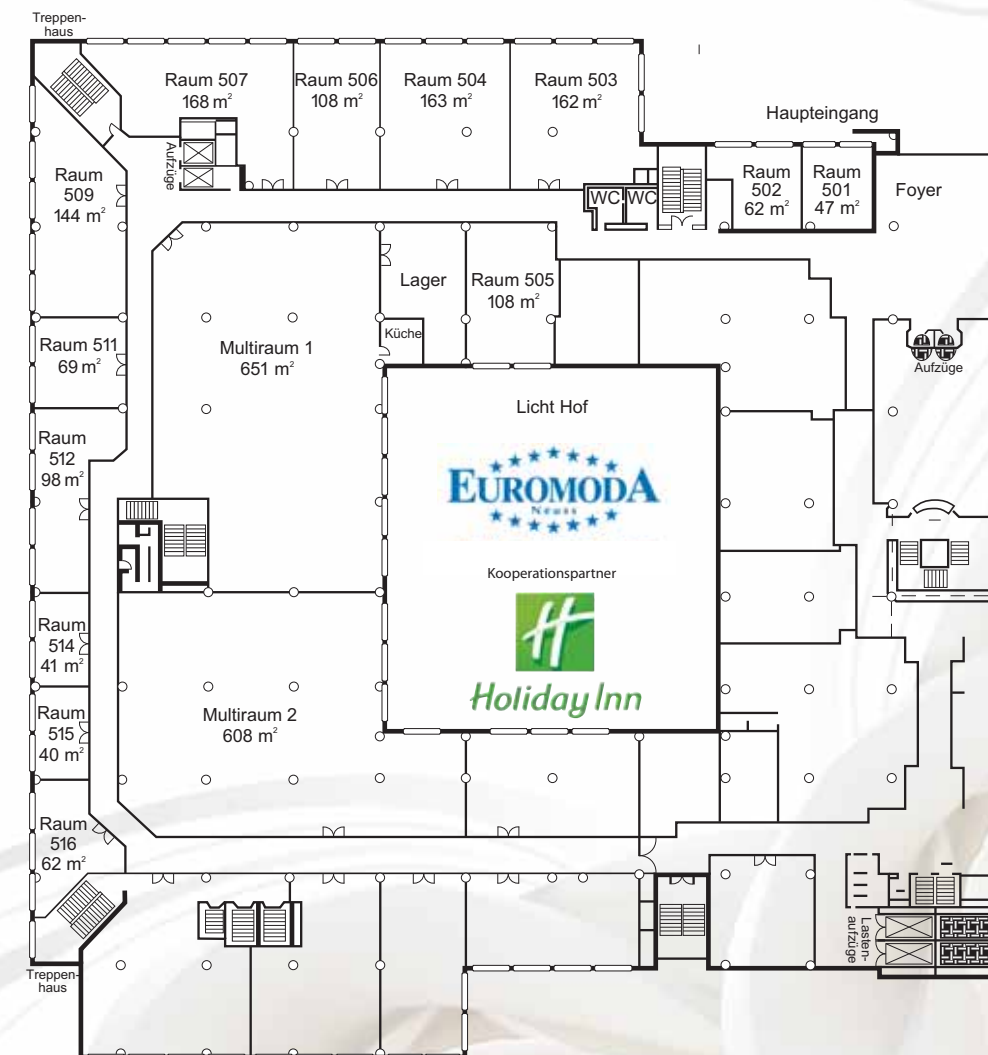 Treppen-
haus
Raum 507
168 m²
Raum 506
108 m²
Raum 504
163 m²
Raum 503
162 m²
Haupteingang
Aufzüge
Raum
509
144 m²
WC
WC
Raum
502
62 m²
Raum
501
47 m²
Foyer
Lager
Raum 505
108 m²
Küche
Raum 511
69 m²
Multiraum 1
651 m²
Aufzüge
Licht Hof
Raum
512
98 m²
EUROMODA
Neuss
Kooperationspartner
H
Holiday Inn
Raum
514
41 m²
Raum
515
40 m²
Multiraum 2
608 m²
Raum
516
62 m²
Lasten-
aufzüge
Treppen-
haus